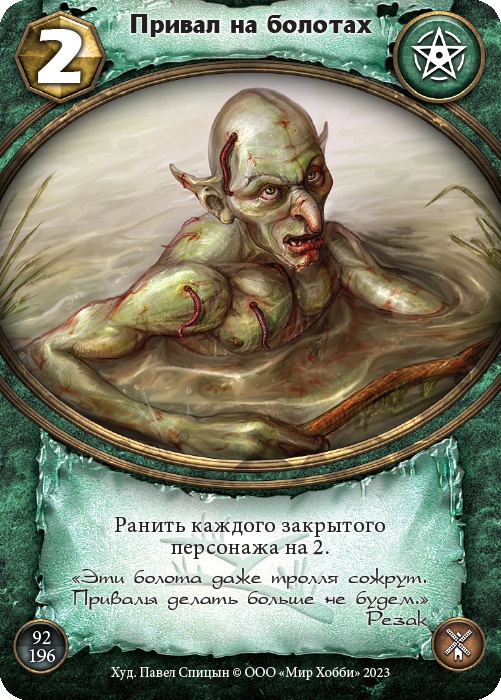 Привал на болотах
2
Ранить каждого закрытого
персонажа на 2.
«Эти болота даже тролля сожрут.
Привалы делать больше не будем.»
Резак
92
196
Худ. Павел Спицын © ООО «Мир Хобби» 2023